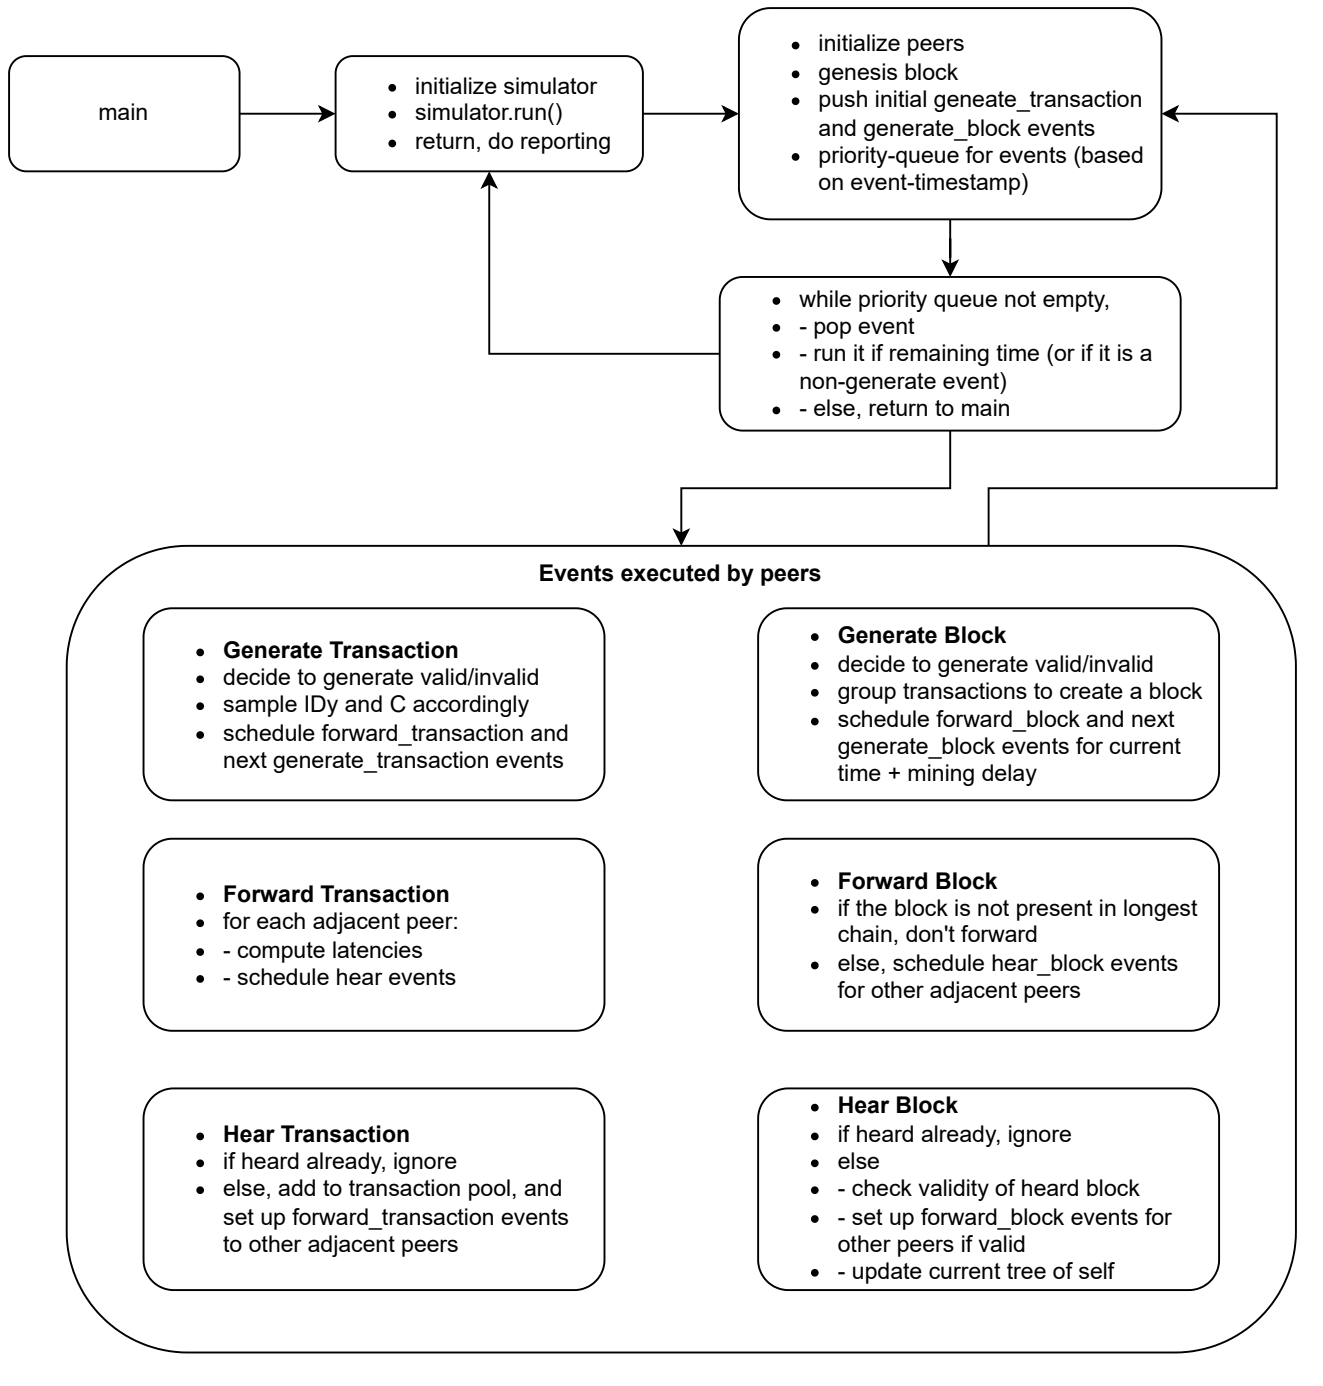 main
initialize simulator
simulator.run()
return, do reporting
initialize peers
genesis block
push initial geneate_transaction
and generate_block events
priority-queue for events (based
on event-timestamp)
while priority queue not empty,
- pop event
- run it if remaining time (or if it is a
non-generate event)
- else, return to main
Events executed by peers
Generate Transaction
decide to generate valid/invalid
sample IDy and C accordingly
schedule forward_transaction and
next generate_transaction events
Generate Block
decide to generate valid/invalid
group transactions to create a block
schedule forward_block and next
generate_block events for current
time + mining delay
Forward Transaction
for each adjacent peer:
- compute latencies
- schedule hear events
Forward Block
if the block is not present in longest
chain, don't forward
else, schedule hear_block events
for other adjacent peers
Hear Transaction
if heard already, ignore
else, add to transaction pool, and
set up forward_transaction events
to other adjacent peers
Hear Block
if heard already, ignore
else
- check validity of heard block
- set up forward_block events for
other peers if valid
- update current tree of self